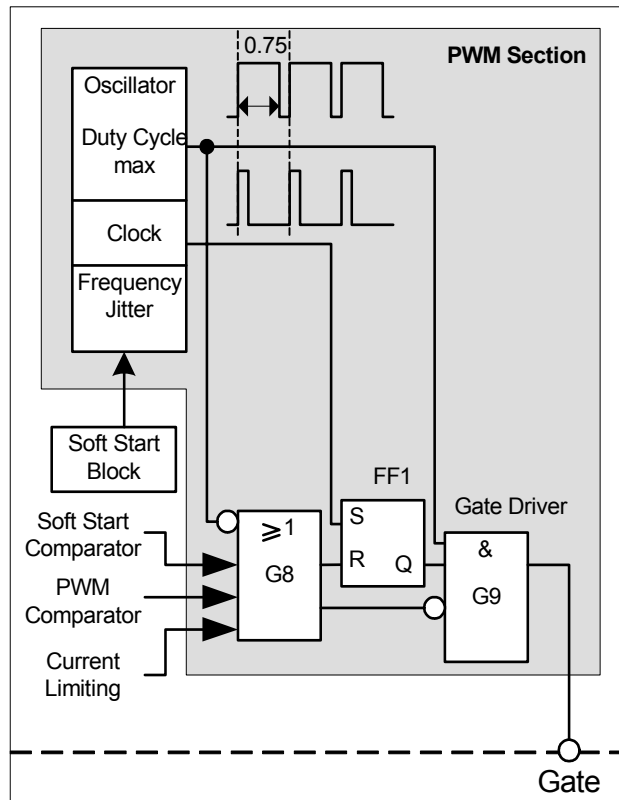 0.75
PWM Section
Oscillator
Duty Cycle
max
Clock
Frequency
Jitter
Soft Start
Block
FF1
Gate Driver
Soft Start
Comparator
PWM
Comparator
Current
Limiting
≥1
G8
S
R
Q
&
G9
Gate